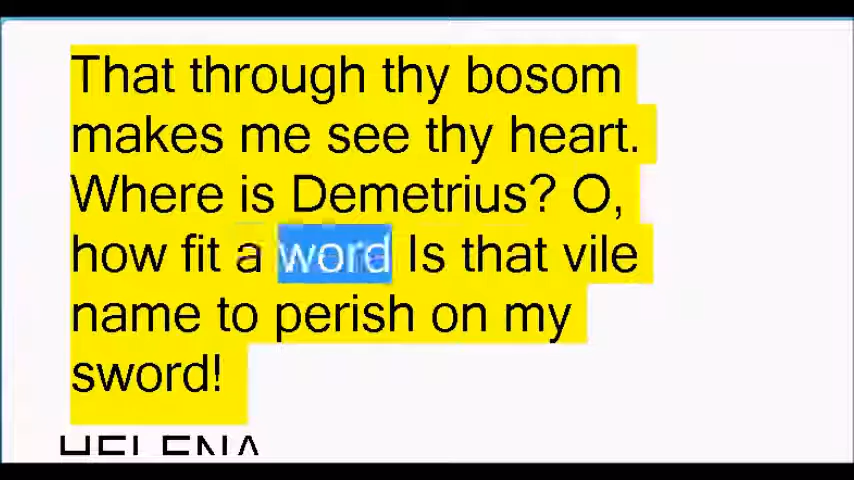 That through thy bosom
makes me see thy heart.
Where is Demetrius? O,
how fit a word Is that vile
name to perish on my
sword!
HELENA